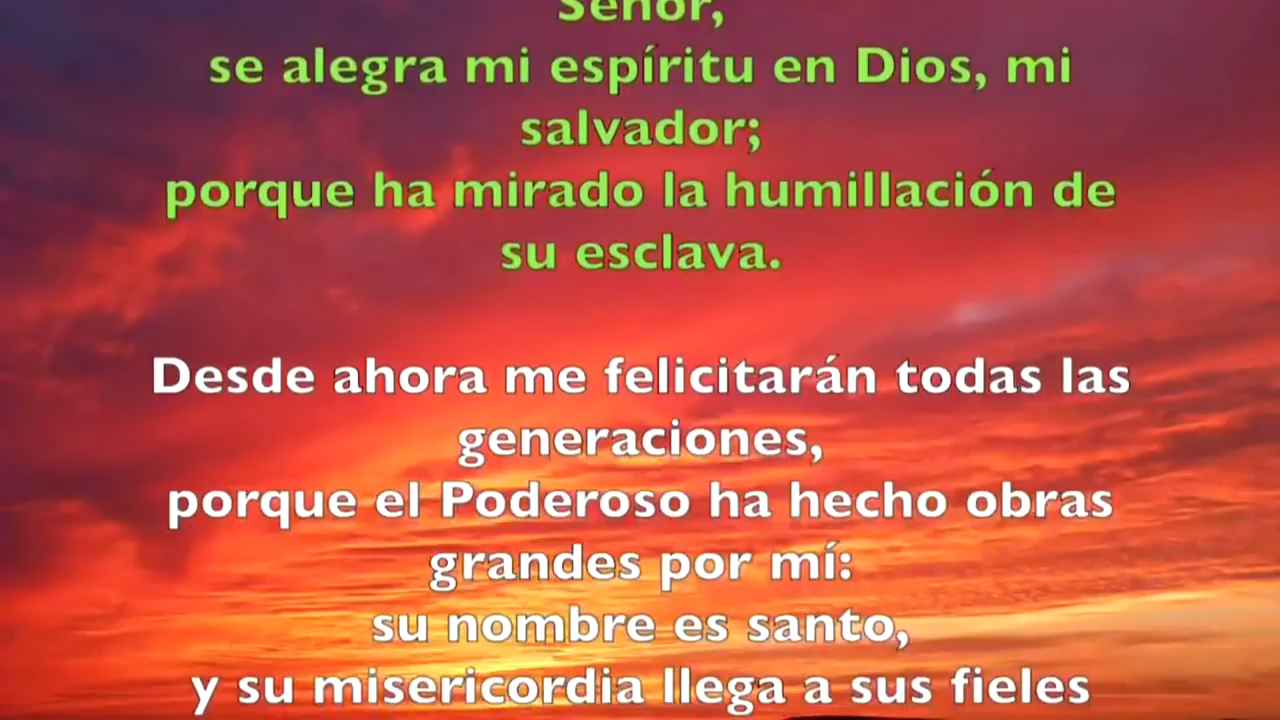 Señor,
se alegra mi espíritu en Dios, mi
salvador;
porque ha mirado la humillación de
su esclava.
Desde ahora me felicitarán todas las
generaciones,
porque el Poderoso ha hecho obras
grandes por mí:
su nombre es santo,
y su misericordia llega a sus fieles